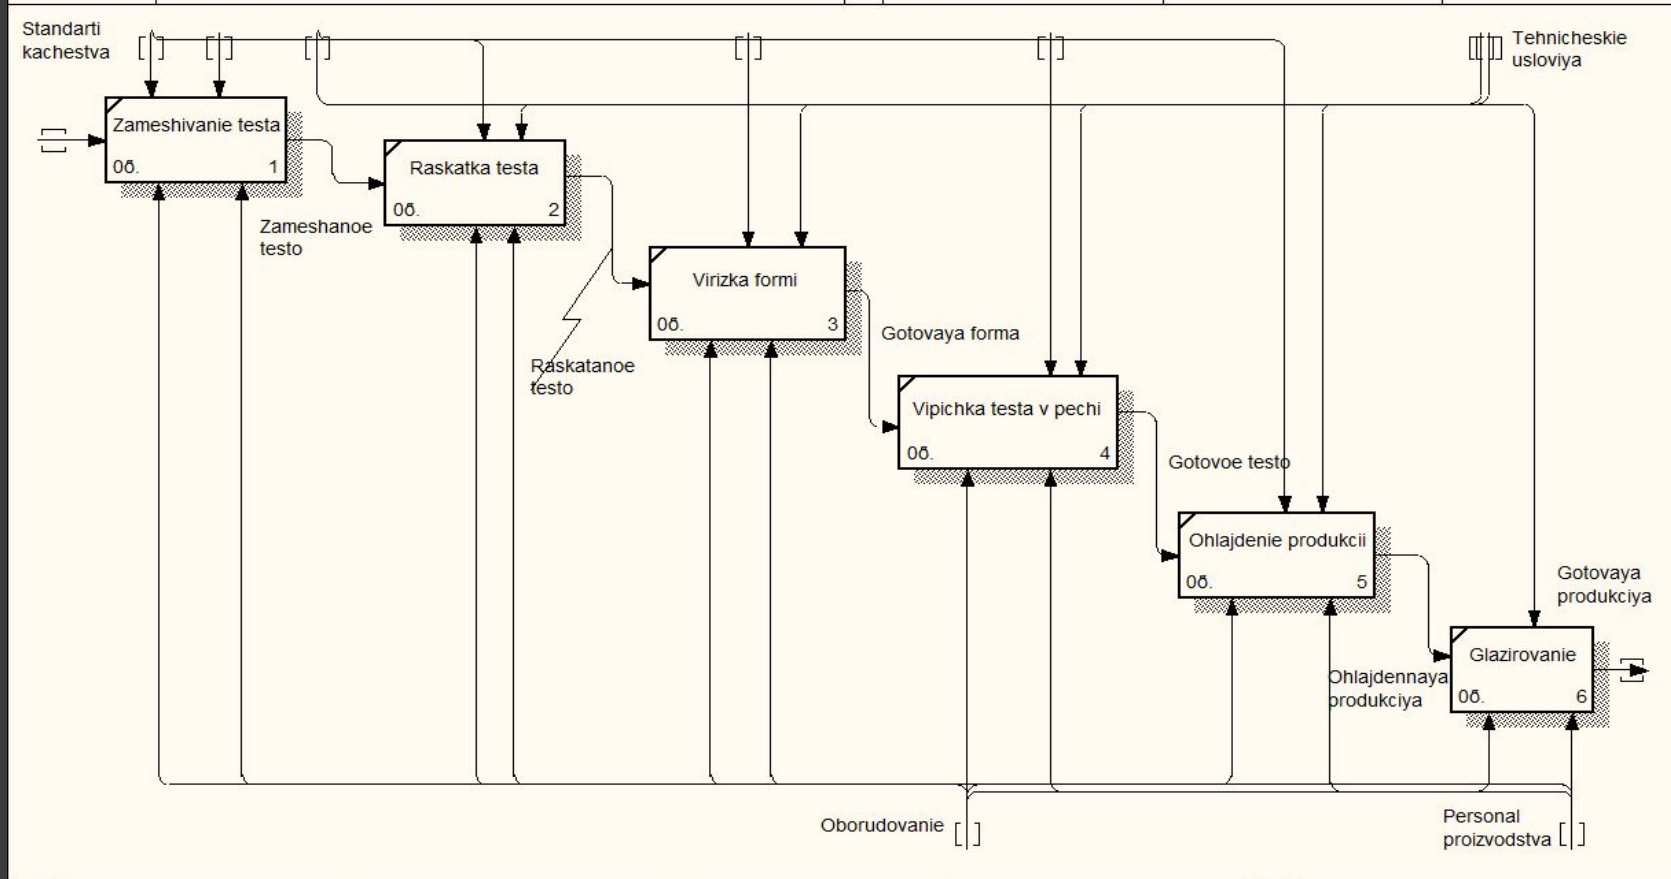 Standarti
kachestva
Tehnicheskie
usloviya
Zameshivanie testa
0б. 1
Raskatka testa
0б. 2
Zameshanoe
testo
Virizka formi
0б. 3
Gotovaya forma
Raskatanoe
testo
Vipichka testa v pechi
0б. 4
Gotovoe testo
Ohlajdenie produkcii
0б. 5
Gotovaya
produkciya
Glazirovanie
0б. 6
Ohlajdennaya
produkciya
Oborudovanie
Personal
proizvodstva